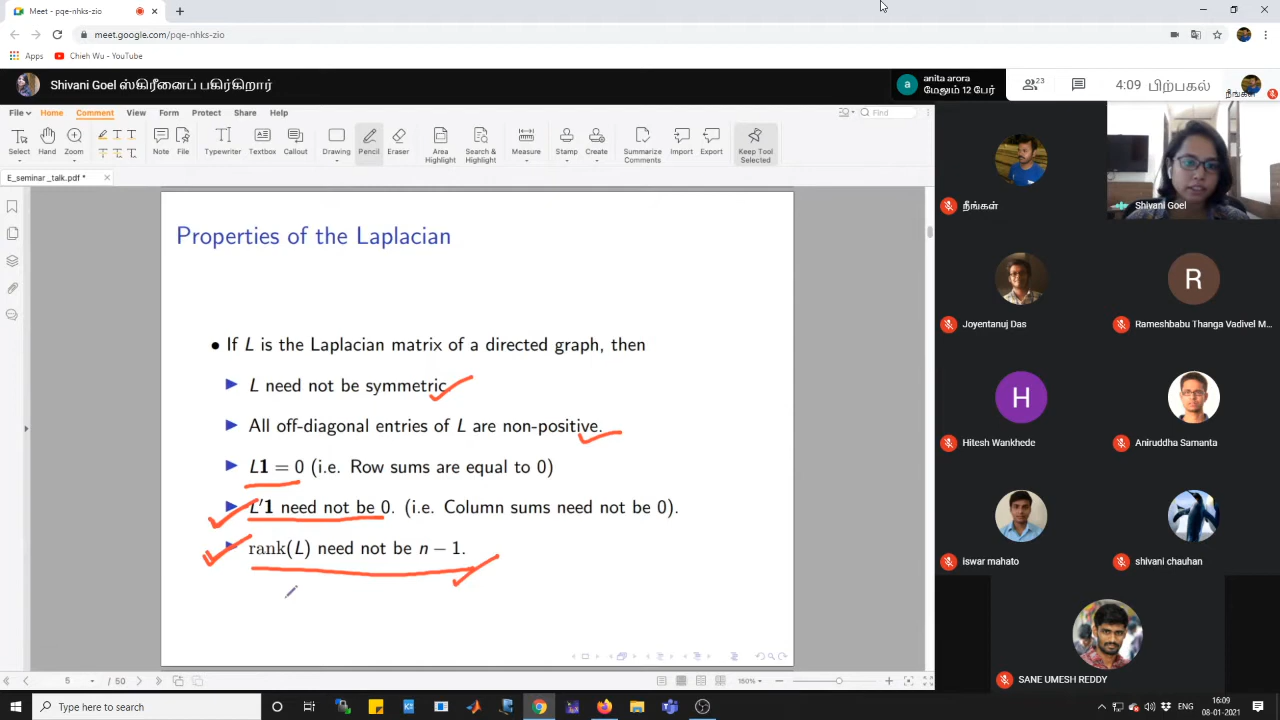 Meet - pqe-nhks-zio
meet.google.com/pqe-nhks-zio
Apps
Chieh Wu - YouTube
Shivani Goel ஸ்கிரீனைப் பகிர்கிறார்
a
anita arora
மேலும் 12 பேர்
23
4:09 பிற்பகல்
நீங்கள்
File Home Comment View Form Protect Share Help
Find
Select Hand Zoom Note File Typewriter Textbox Callout Drawing Pencil Eraser Area Highlight Search & Highlight Measure Stamp Create Summarize Comments Import Export Keep Tool Selected
E_seminar _talk.pdf *
Properties of the Laplacian
• If L is the Laplacian matrix of a directed graph, then
▶ L need not be symmetric
▶ All off-diagonal entries of L are non-positive.
▶ L1 = 0 (i.e. Row sums are equal to 0)
▶ L′1 need not be 0. (i.e. Column sums need not be 0).
▶ rank(L) need not be n − 1.
5 / 50
150%
நீங்கள்
Shivani Goel
Joyentanuj Das
R
Rameshbabu Thanga Vadivel M...
H
Hitesh Wankhede
Aniruddha Samanta
iswar mahato
shivani chauhan
SANE UMESH REDDY
Type here to search
ENG
16:09
08-01-2021